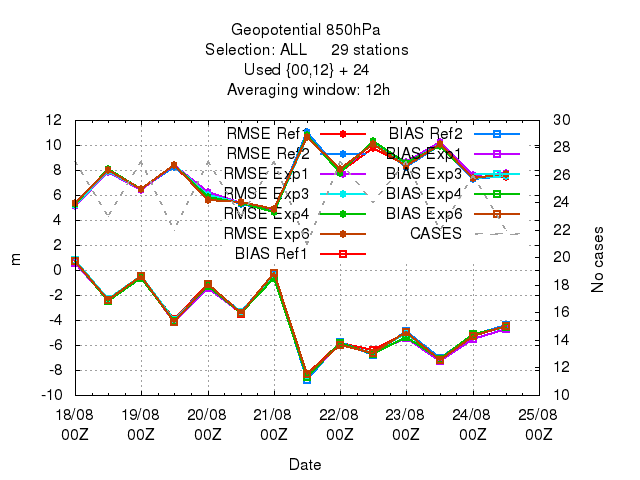 Geopotential 850hPa
Selection: ALL 29 stations
Used {00,12} + 24
Averaging window: 12h
12
10
8
6
4
2
0
-2
-4
-6
-8
-10
m
RMSE Ref1
RMSE Ref2
RMSE Exp1
RMSE Exp3
RMSE Exp4
RMSE Exp6
BIAS Ref1
BIAS Ref2
BIAS Exp1
BIAS Exp3
BIAS Exp4
BIAS Exp6
CASES
30
28
26
24
22
20
18
16
14
12
10
No cases
18/08 19/08 20/08 21/08 22/08 23/08 24/08 25/08
00Z 00Z 00Z 00Z 00Z 00Z 00Z 00Z
Date